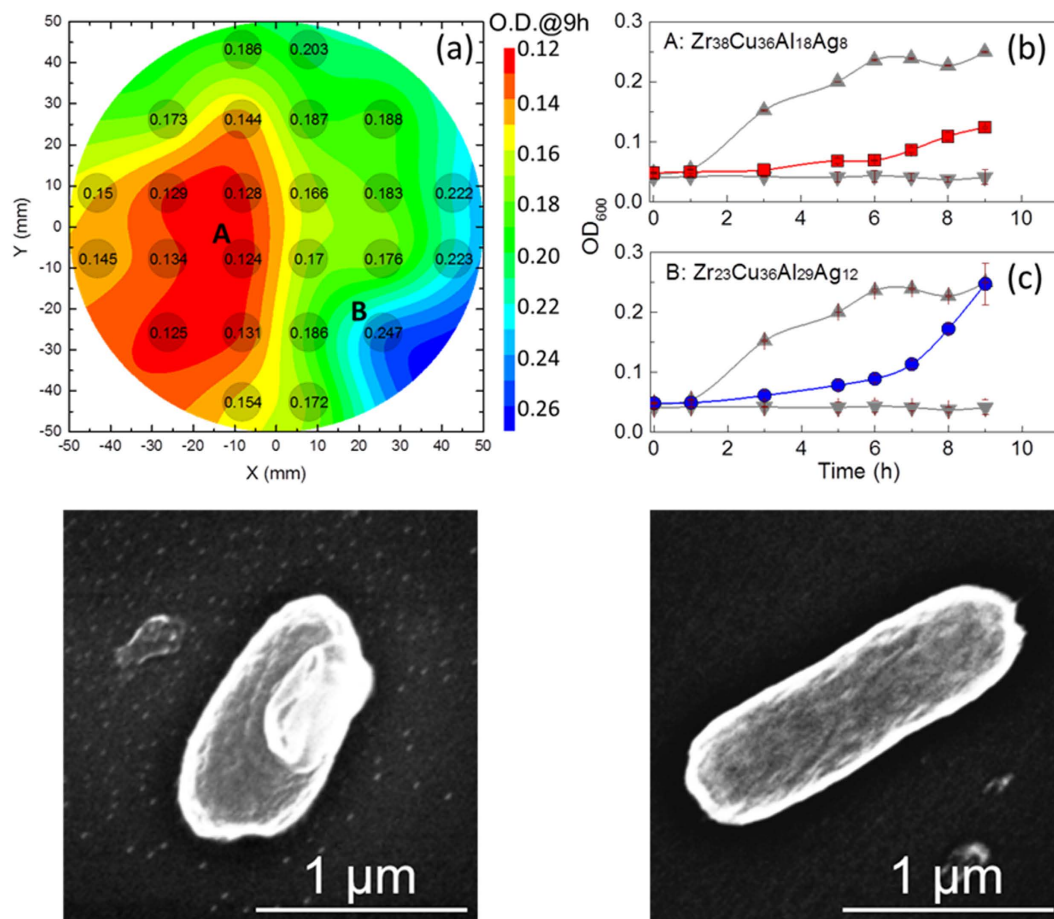 (a)
O.D.@9h
50
40
30
20
10
0
-10
-20
-30
-40
-50
Y (mm)
-50 -40 -30 -20 -10 0 10 20 30 40 50
X (mm)
0.186 0.203
0.173 0.144 0.187 0.188
0.15 0.129 0.128 0.166 0.183 0.222
A
0.145 0.134 0.124 0.17 0.176 0.223
B
0.125 0.131 0.186 0.247
0.154 0.172
0.12
0.14
0.16
0.18
0.20
0.22
0.24
0.26
A: Zr38Cu36Al18Ag8 (b)
0.3
0.2
0.1
0.0
0 2 4 6 8 10
OD600
B: Zr23Cu36Al29Ag12 (c)
0.3
0.2
0.1
0.0
0 2 4 6 8 10
Time (h)
1 µm
1 µm